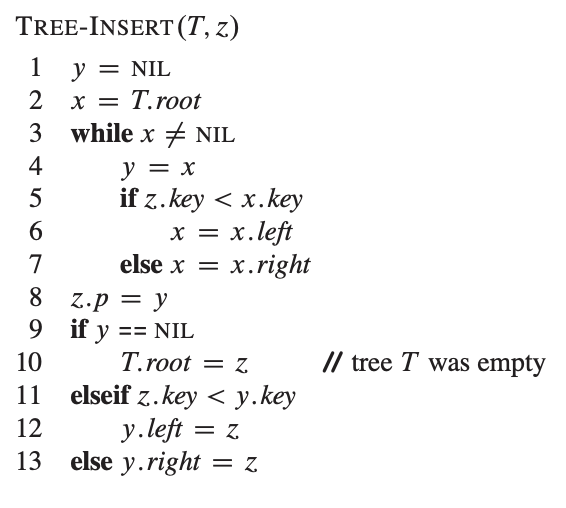 TREE-INSERT(T, z)
1 y = NIL
2 x = T.root
3 while x ≠ NIL
4 y = x
5 if z.key < x.key
6 x = x.left
7 else x = x.right
8 z.p = y
9 if y == NIL
10 T.root = z // tree T was empty
11 elseif z.key < y.key
12 y.left = z
13 else y.right = z